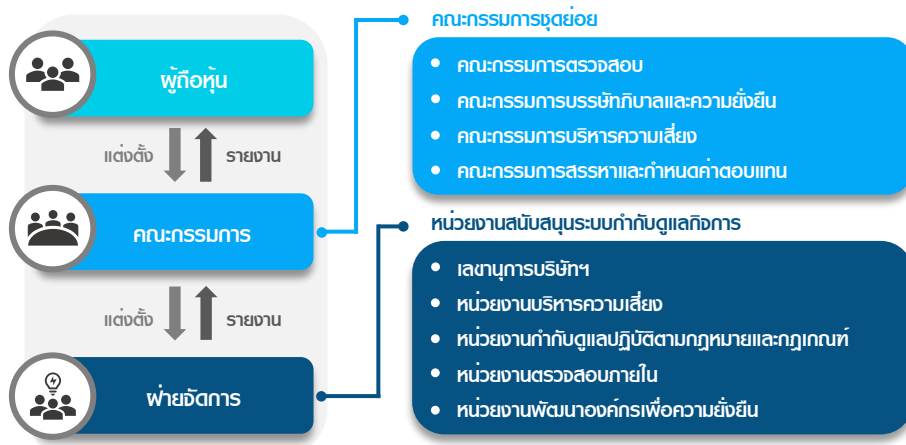 ผู้ถือหุ้น
แต่งตั้ง
รายงาน
คณะกรรมการ
แต่งตั้ง
รายงาน
ฝ่ายจัดการ
คณะกรรมการชุดย่อย
คณะกรรมการตรวจสอบ
คณะกรรมการบรรษัทภิบาลและความยั่งยืน
คณะกรรมการบริหารความเสี่ยง
คณะกรรมการสรรหาและกำหนดค่าตอบแทน
หน่วยงานสนับสนุนระบบกำกับดูแลกิจการ
เลขานุการบริษัทฯ
หน่วยงานบริหารความเสี่ยง
หน่วยงานกำกับดูแลปฏิบัติตามกฎหมายและกฎเกณฑ์
หน่วยงานตรวจสอบภายใน
หน่วยงานพัฒนาองค์กรเพื่อความยั่งยืน